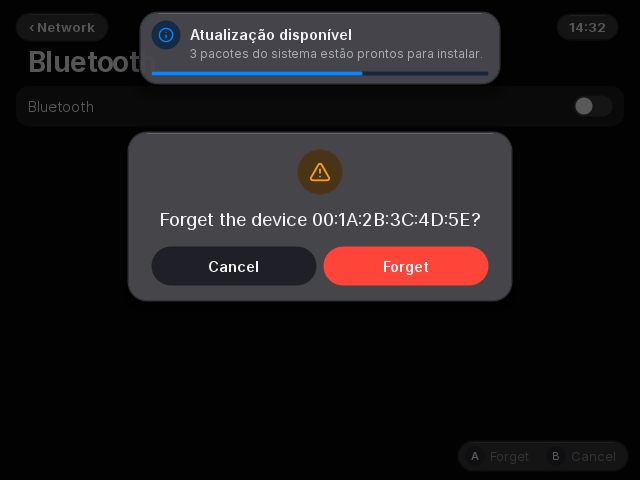 ‹ Network
14:32
Bluetooth
Atualização disponível
3 pacotes do sistema estão prontos para instalar.
Bluetooth
Forget the device 00:1A:2B:3C:4D:5E?
Cancel
Forget
A Forget B Cancel